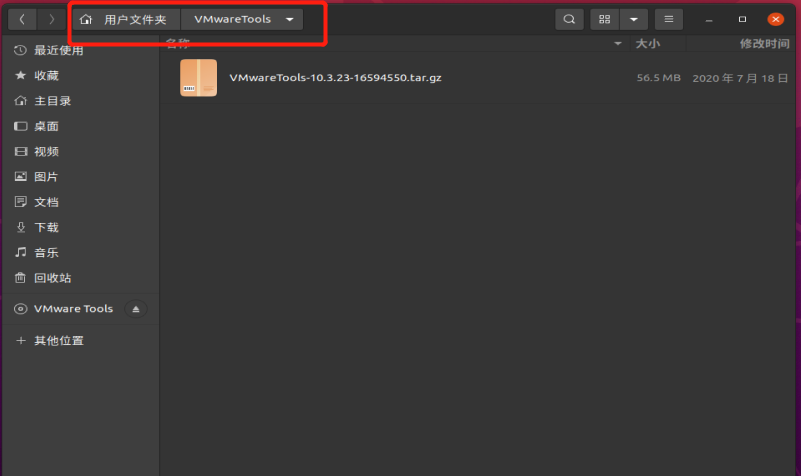 用户文件夹 VMwareTools
最近使用
收藏
主目录
桌面
视频
图片
文档
下载
音乐
回收站
VMware Tools
+ 其他位置
名称 大小 修改时间
VMwareTools-10.3.23-16594550.tar.gz 56.5 MB 2020 年 7 月 18 日